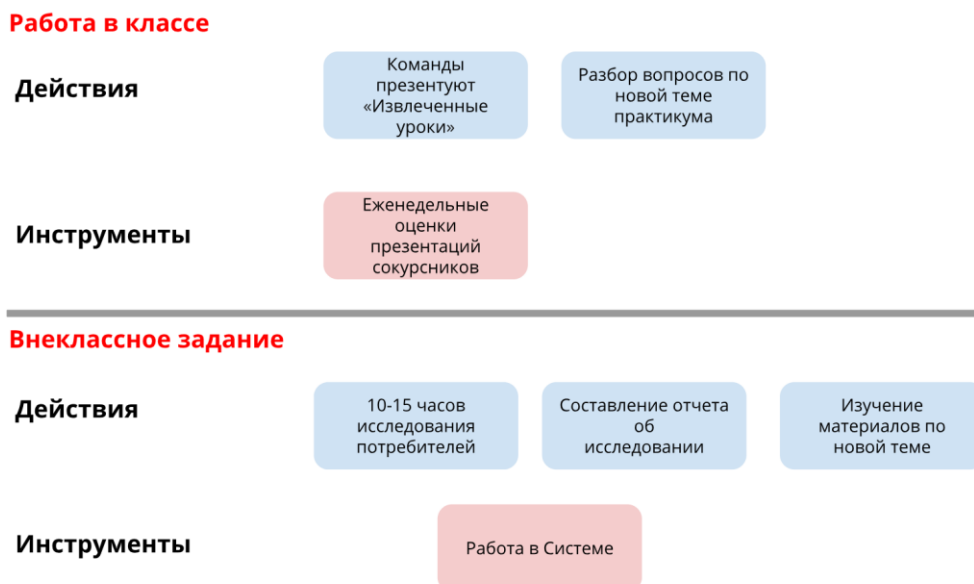 Работа в классе
Действия
Команды
презентуют
«Извлеченные
уроки»
Разбор вопросов по
новой теме
практикума
Инструменты
Еженедельные
оценки
презентаций
сокурсников
Внеклассное задание
Действия
10-15 часов
исследования
потребителей
Составление отчета
об
исследовании
Изучение
материалов по
новой теме
Инструменты
Работа в Системе